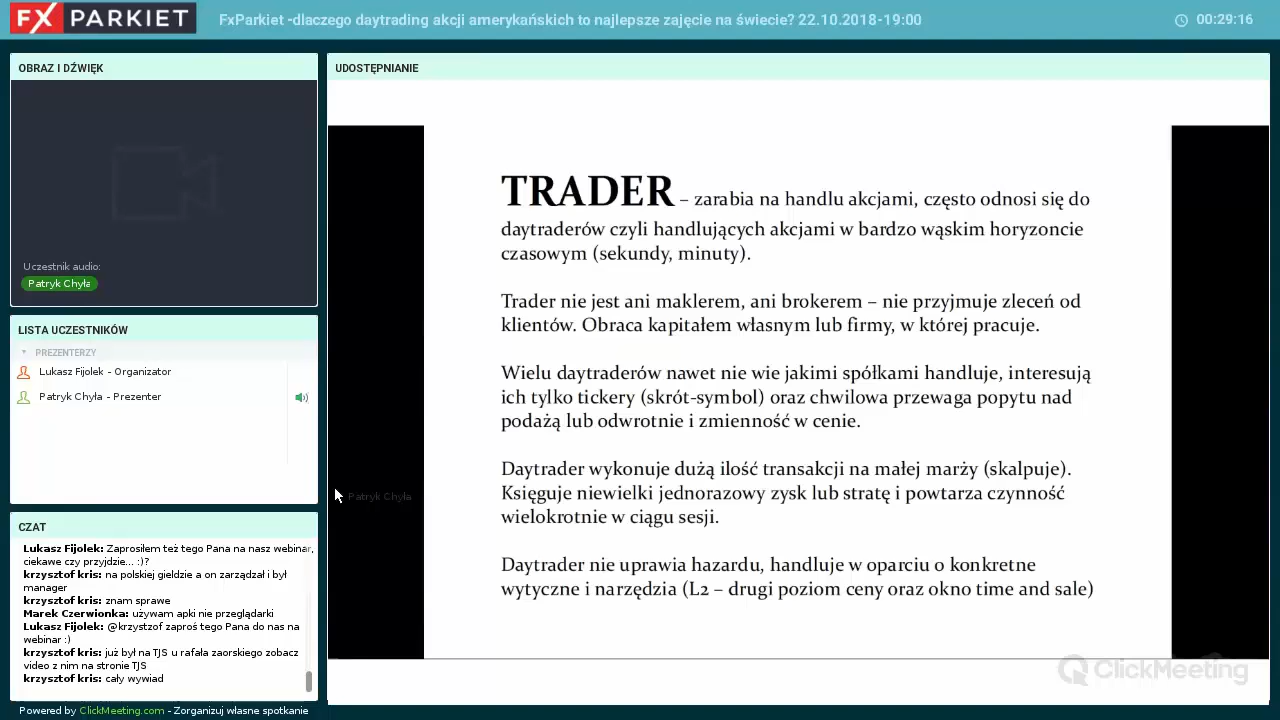 FX PARKIET
FxParkiet -dlaczego daytrading akcji amerykańskich to najlepsze zajęcie na świecie? 22.10.2018-19:00
00:29:16
OBRAZ I DŹWIĘK
Uczestnik audio:
Patryk Chyła
LISTA UCZESTNIKÓW
PREZENTERZY
Lukasz Fijolek - Organizator
Patryk Chyła - Prezenter
CZAT
Lukasz Fijolek: Zaprosiłem też tego Pana na nasz webinar,
ciekawe czy przyjdzie... :)?
krzysztof kris: na polskiej gieldzie a on zarządzał i był
manager
krzysztof kris: znam sprawe
Marek Czerwionka: używam apki nie przeglądarki
Lukasz Fijolek: @krzystzof zaproś tego Pana do nas na
webinar :)
krzysztof kris: już był na TJS u rafała zaorskiego zobacz
video z nim na stronie TJS
krzysztof kris: cały wywiad
Powered by ClickMeeting.com - Zorganizuj własne spotkanie
UDOSTĘPNIANIE
TRADER – zarabia na handlu akcjami, często odnosi się do
daytraderów czyli handlujących akcjami w bardzo wąskim horyzoncie
czasowym (sekundy, minuty).
Trader nie jest ani maklerem, ani brokerem – nie przyjmuje zleceń od
klientów. Obraca kapitałem własnym lub firmy, w której pracuje.
Wielu daytraderów nawet nie wie jakimi spółkami handluje, interesują
ich tylko tickery (skrót-symbol) oraz chwilowa przewaga popytu nad
podażą lub odwrotnie i zmienność w cenie.
Daytrader wykonuje dużą ilość transakcji na małej marży (skalpuje).
Księguje niewielki jednorazowy zysk lub stratę i powtarza czynność
wielokrotnie w ciągu sesji.
Daytrader nie uprawia hazardu, handluje w oparciu o konkretne
wytyczne i narzędzia (L2 – drugi poziom ceny oraz okno time and sale)
Patryk Chyła
ClickMeeting